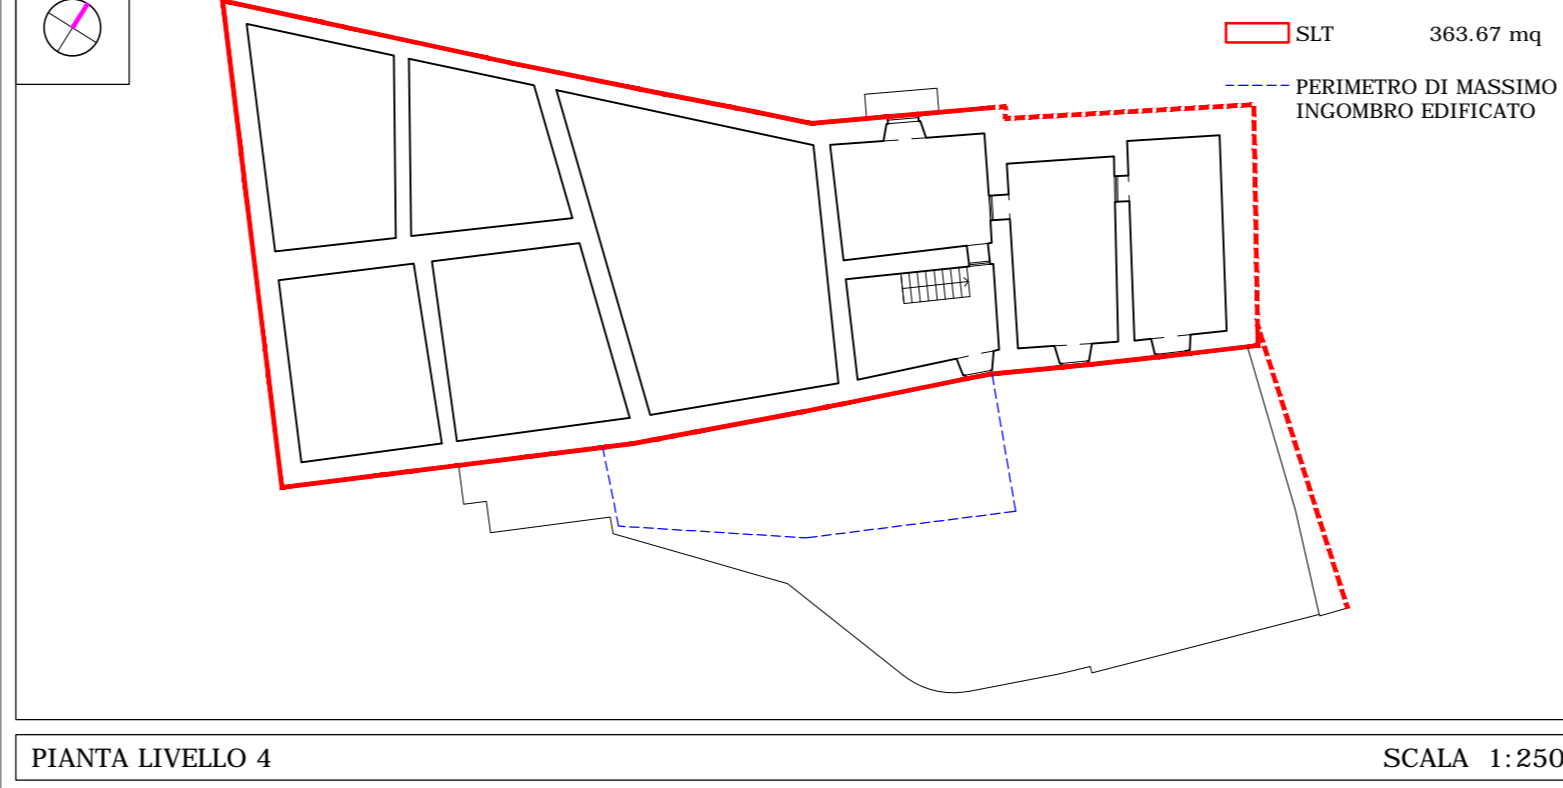 SLT 363.67 mq
PERIMETRO DI MASSIMO
INGOMBRO EDIFICATO
PIANTA LIVELLO 4
SCALA 1:250